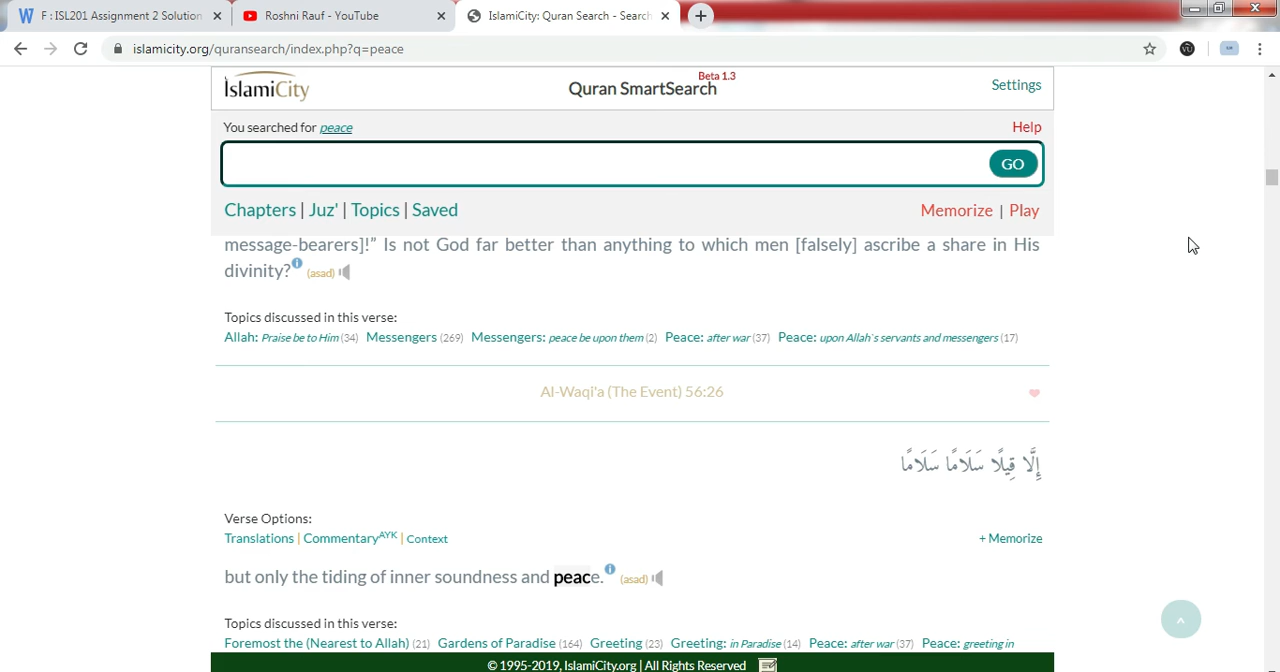 F : ISL201 Assignment 2 Solution
Roshni Rauf - YouTube
IslamiCity: Quran Search - Search
islamicity.org/quransearch/index.php?q=peace
IslamiCity
Quran SmartSearch
Beta 1.3
Settings
You searched for peace
Help
GO
Chapters | Juz' | Topics | Saved
Memorize | Play
message-bearers]!” Is not God far better than anything to which men [falsely] ascribe a share in His
divinity? (asad)
Topics discussed in this verse:
Allah: Praise be to Him (34) Messengers (269) Messengers: peace be upon them (2) Peace: after war (37) Peace: upon Allah's servants and messengers (17)
Al-Waqi'a (The Event) 56:26
إِلَّا قِيلًا سَلَامًا سَلَامًا
Verse Options:
Translations | Commentary AYK | Context
+ Memorize
but only the tiding of inner soundness and peace. (asad)
Topics discussed in this verse:
Foremost the (Nearest to Allah) (21) Gardens of Paradise (164) Greeting (23) Greeting: in Paradise (14) Peace: after war (37) Peace: greeting in
© 1995-2019, IslamiCity.org | All Rights Reserved